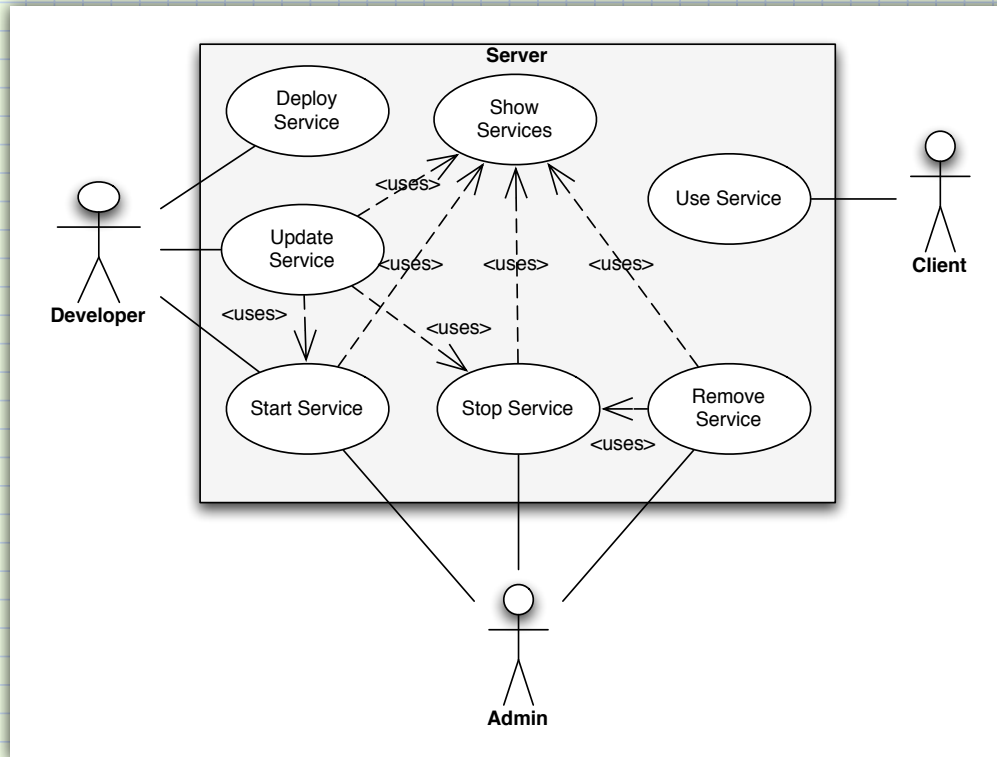 Server
Deploy
Service
Show
Services
Use Service
<uses>
Update
Service
<uses>
<uses>
<uses>
Client
Developer
<uses>
<uses>
Start Service
Stop Service
Remove
Service
<uses>
Admin